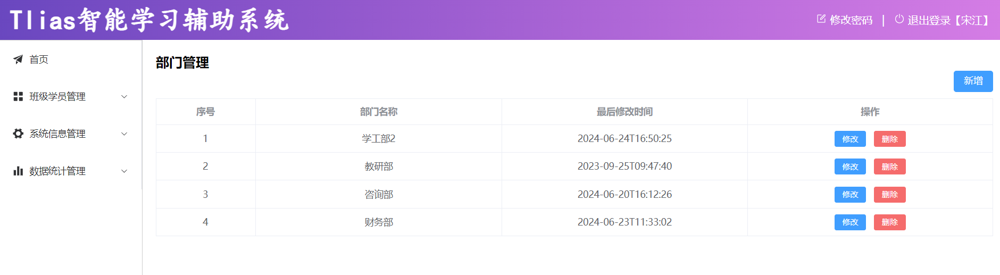 Tlias智能学习辅助系统
修改密码 | 退出登录【宋江】
首页
班级学员管理
系统信息管理
数据统计管理
部门管理
新增
序号 部门名称 最后修改时间 操作
1 学工部2 2024-06-24T16:50:25 修改 删除
2 教研部 2023-09-25T09:47:40 修改 删除
3 咨询部 2024-06-20T16:12:26 修改 删除
4 财务部 2024-06-23T11:33:02 修改 删除